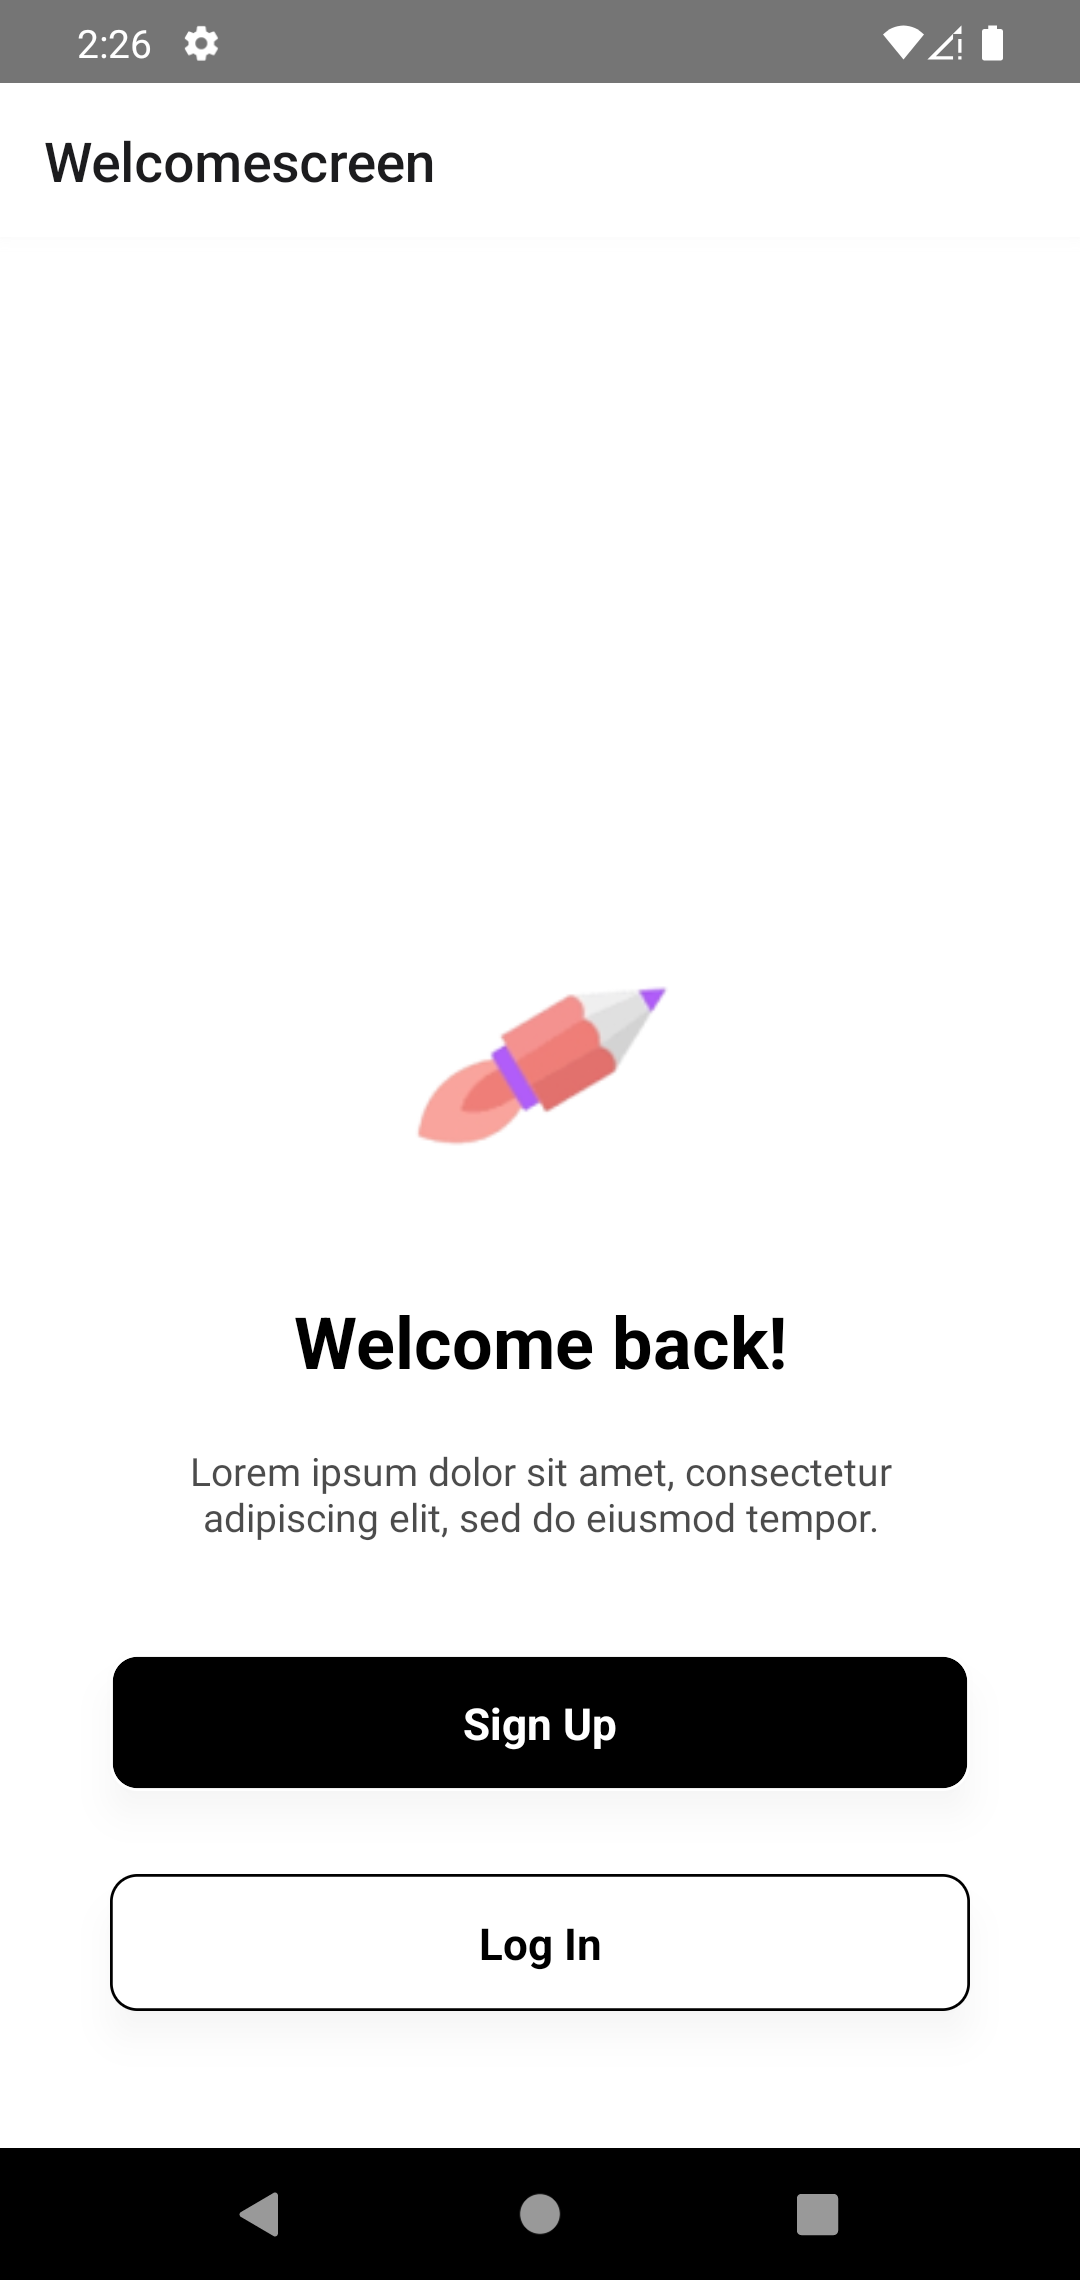 2:26
Welcomescreen
Welcome back!
Lorem ipsum dolor sit amet, consectetur
adipiscing elit, sed do eiusmod tempor.
Sign Up
Log In